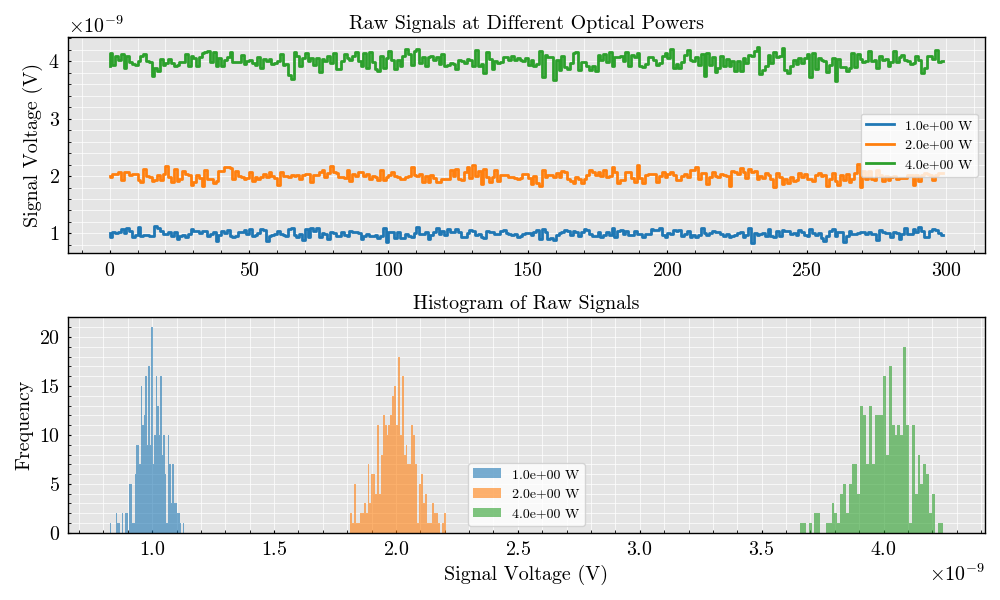 Raw Signals at Different Optical Powers
×10⁻⁹
Signal Voltage (V)
4
3
2
1
1.0e+00 W
2.0e+00 W
4.0e+00 W
0 50 100 150 200 250 300
Histogram of Raw Signals
Frequency
20
15
10
5
0
1.0e+00 W
2.0e+00 W
4.0e+00 W
1.0 1.5 2.0 2.5 3.0 3.5 4.0
Signal Voltage (V)
×10⁻⁹